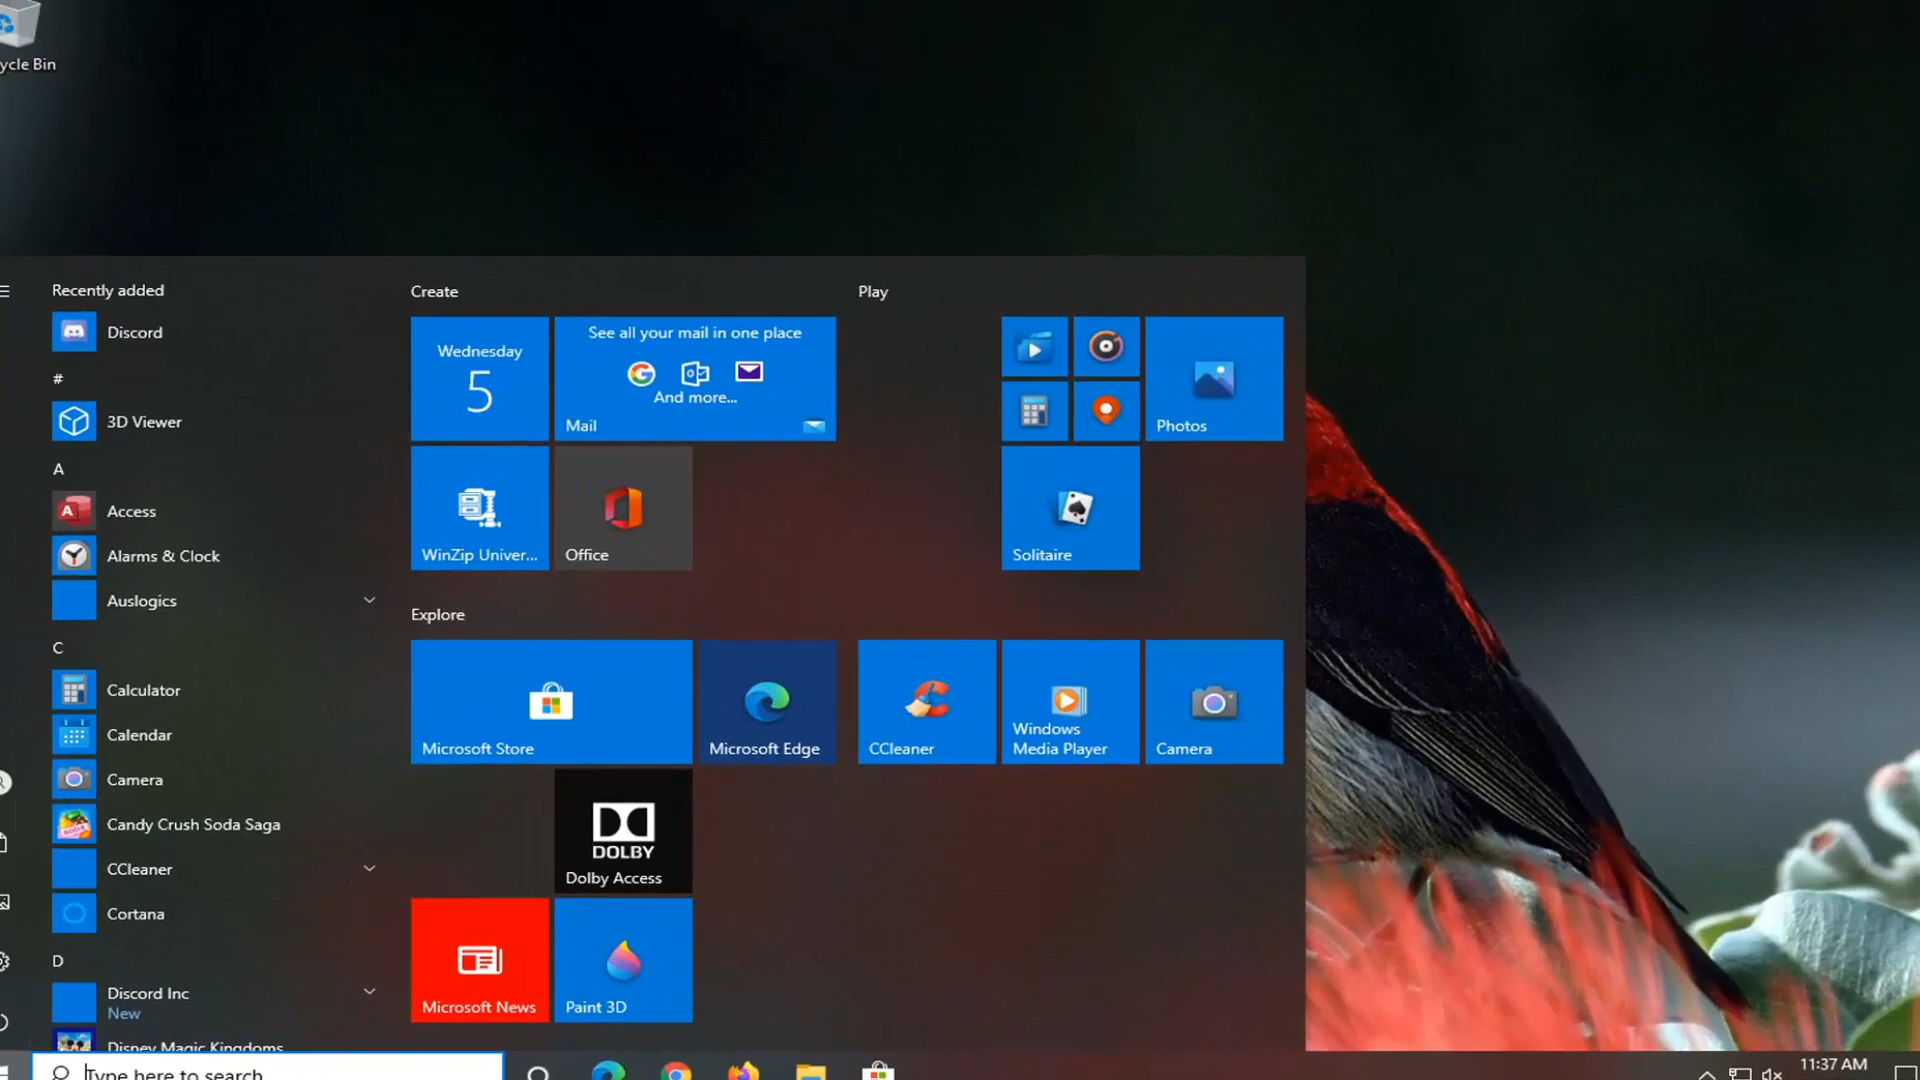 ycle Bin
Recently added
Discord
#
3D Viewer
A
Access
Alarms & Clock
Auslogics
C
Calculator
Calendar
Camera
Candy Crush Soda Saga
CCleaner
Cortana
D
Discord Inc
New
Disney Magic Kingdoms
Create
Wednesday
5
See all your mail in one place
And more...
Mail
WinZip Univer...
Office
Explore
Microsoft Store
Microsoft Edge
DOLBY
Dolby Access
Microsoft News
Paint 3D
Play
Photos
Solitaire
CCleaner
Windows
Media Player
Camera
Type here to search
11:37 AM